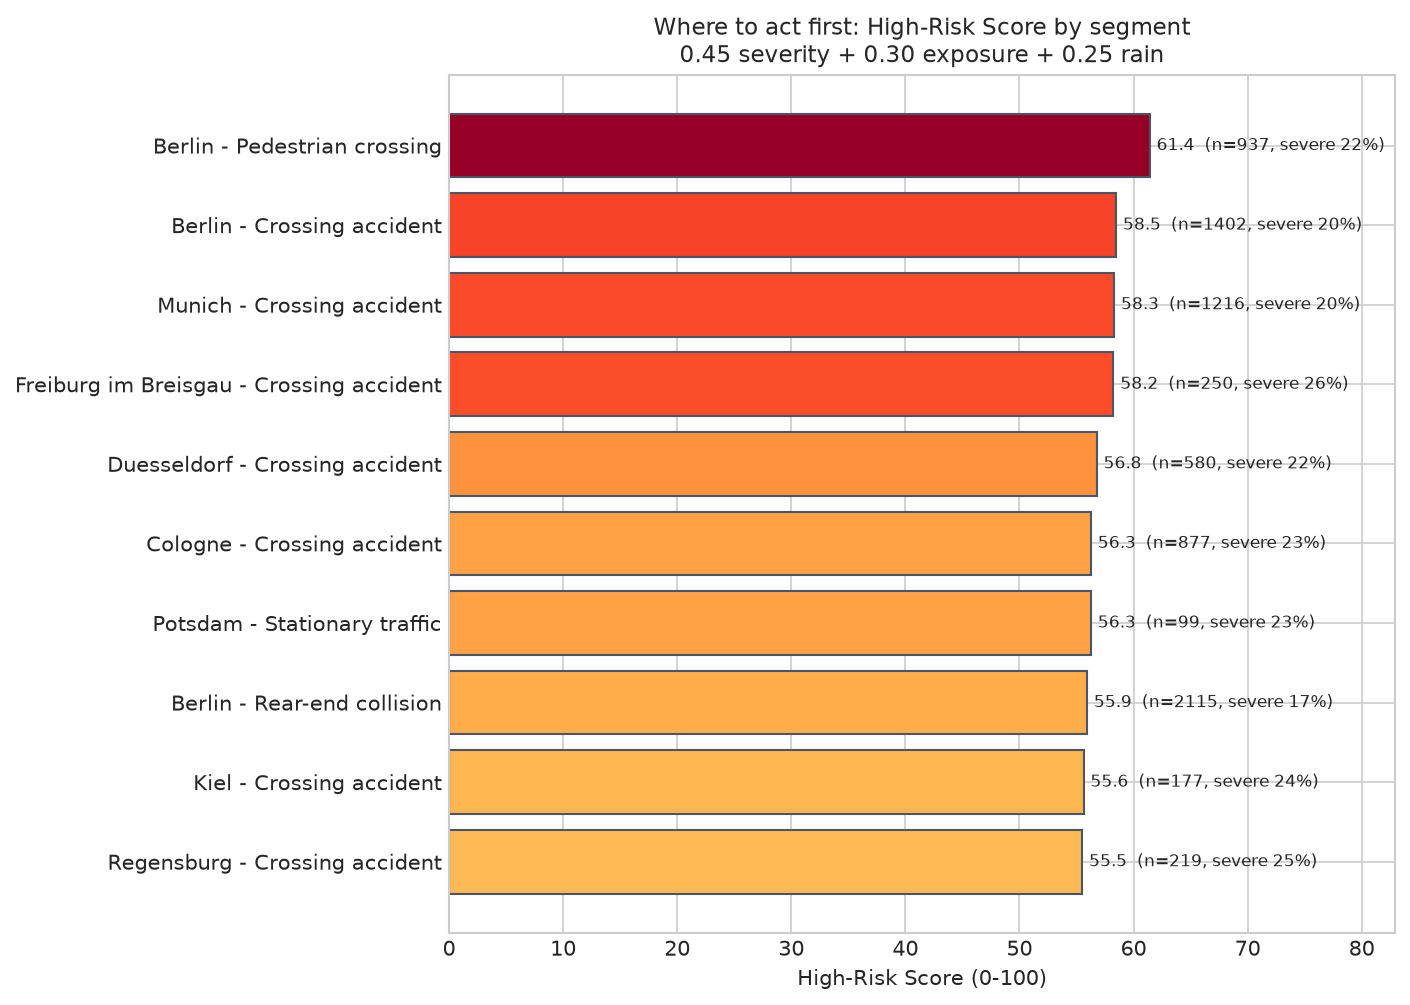 Where to act first: High-Risk Score by segment
0.45 severity + 0.30 exposure + 0.25 rain
Berlin - Pedestrian crossing 61.4 (n=937, severe 22%)
Berlin - Crossing accident 58.5 (n=1402, severe 20%)
Munich - Crossing accident 58.3 (n=1216, severe 20%)
Freiburg im Breisgau - Crossing accident 58.2 (n=250, severe 26%)
Duesseldorf - Crossing accident 56.8 (n=580, severe 22%)
Cologne - Crossing accident 56.3 (n=877, severe 23%)
Potsdam - Stationary traffic 56.3 (n=99, severe 23%)
Berlin - Rear-end collision 55.9 (n=2115, severe 17%)
Kiel - Crossing accident 55.6 (n=177, severe 24%)
Regensburg - Crossing accident 55.5 (n=219, severe 25%)
0 10 20 30 40 50 60 70 80
High-Risk Score (0-100)